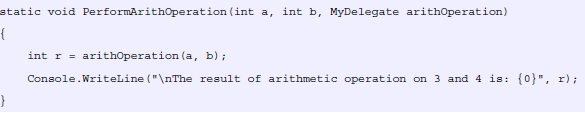 static void PerformArithOperation(int a, int b, MyDelegate arithOperation)
{
    int r = arithOperation(a, b);
    Console.WriteLine("\nThe result of arithmetic operation on 3 and 4 is: {0}", r);
}